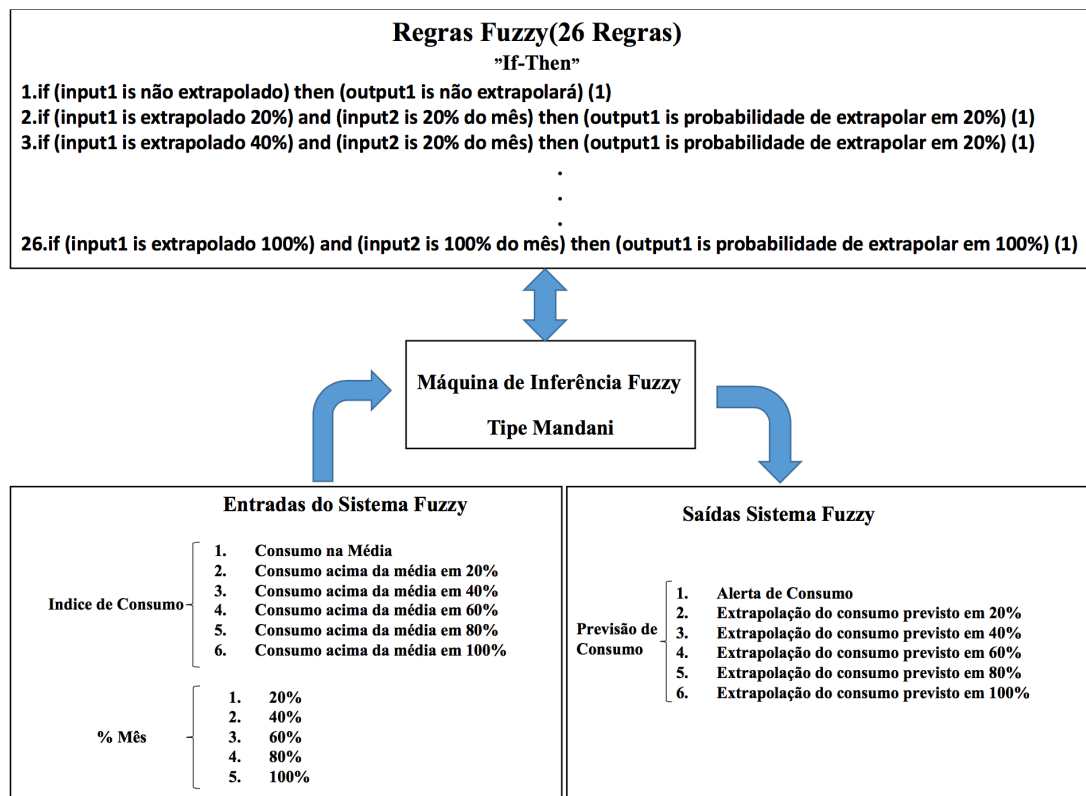 Regras Fuzzy(26 Regras)
”If-Then”
1.if (input1 is não extrapolado) then (output1 is não extrapolará) (1)
2.if (input1 is extrapolado 20%) and (input2 is 20% do mês) then (output1 is probabilidade de extrapolar em 20%) (1)
3.if (input1 is extrapolado 40%) and (input2 is 20% do mês) then (output1 is probabilidade de extrapolar em 20%) (1)
.
.
.
26.if (input1 is extrapolado 100%) and (input2 is 100% do mês) then (output1 is probabilidade de extrapolar em 100%) (1)
Máquina de Inferência Fuzzy
Tipe Mandani
Entradas do Sistema Fuzzy
Indice de Consumo
1. Consumo na Média
2. Consumo acima da média em 20%
3. Consumo acima da média em 40%
4. Consumo acima da média em 60%
5. Consumo acima da média em 80%
6. Consumo acima da média em 100%
% Mês
1. 20%
2. 40%
3. 60%
4. 80%
5. 100%
Saídas Sistema Fuzzy
Previsão de
Consumo
1. Alerta de Consumo
2. Extrapolação do consumo previsto em 20%
3. Extrapolação do consumo previsto em 40%
4. Extrapolação do consumo previsto em 60%
5. Extrapolação do consumo previsto em 80%
6. Extrapolação do consumo previsto em 100%